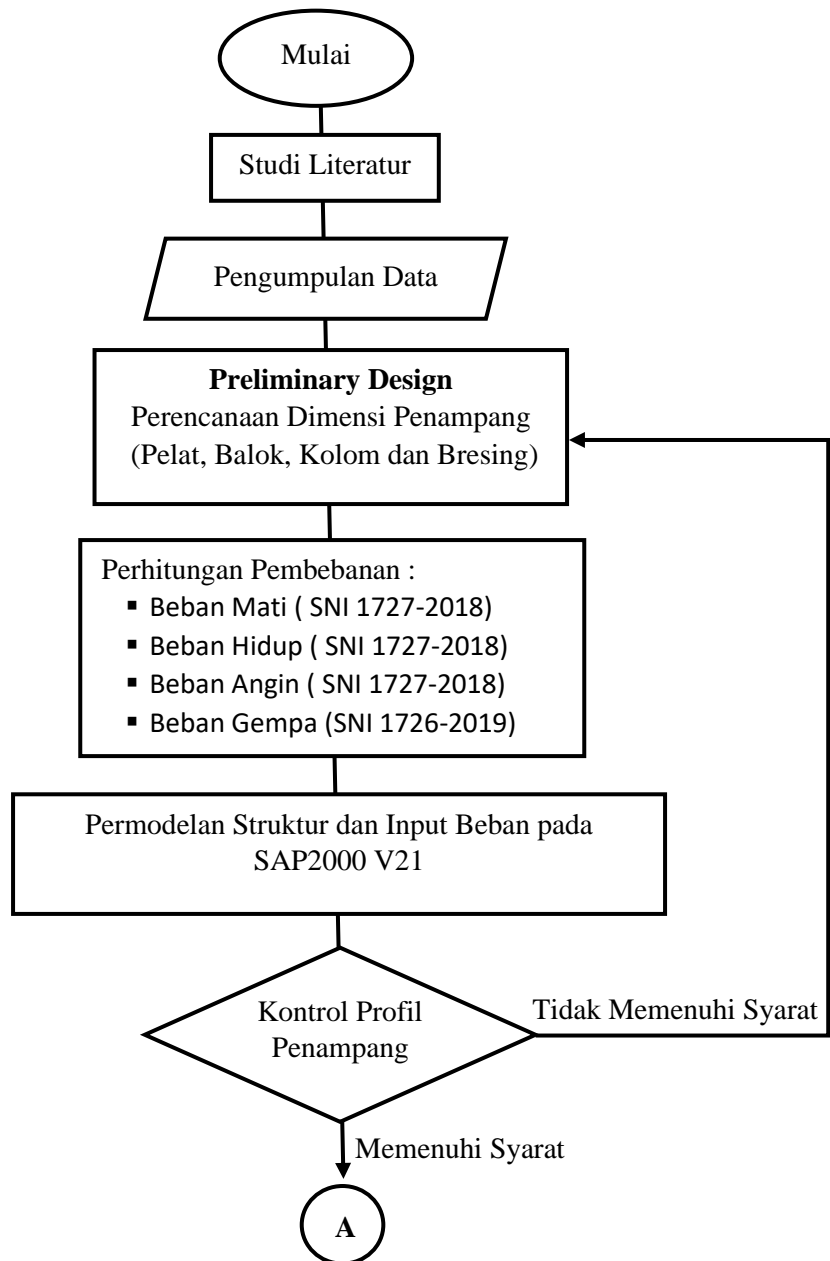 Mulai
Studi Literatur
Pengumpulan Data
Preliminary Design
Perencanaan Dimensi Penampang
(Pelat, Balok, Kolom dan Bresing)
Perhitungan Pembebanan :
▪ Beban Mati ( SNI 1727-2018)
▪ Beban Hidup ( SNI 1727-2018)
▪ Beban Angin ( SNI 1727-2018)
▪ Beban Gempa (SNI 1726-2019)
Permodelan Struktur dan Input Beban pada
SAP2000 V21
Kontrol Profil
Penampang
Tidak Memenuhi Syarat
Memenuhi Syarat
A